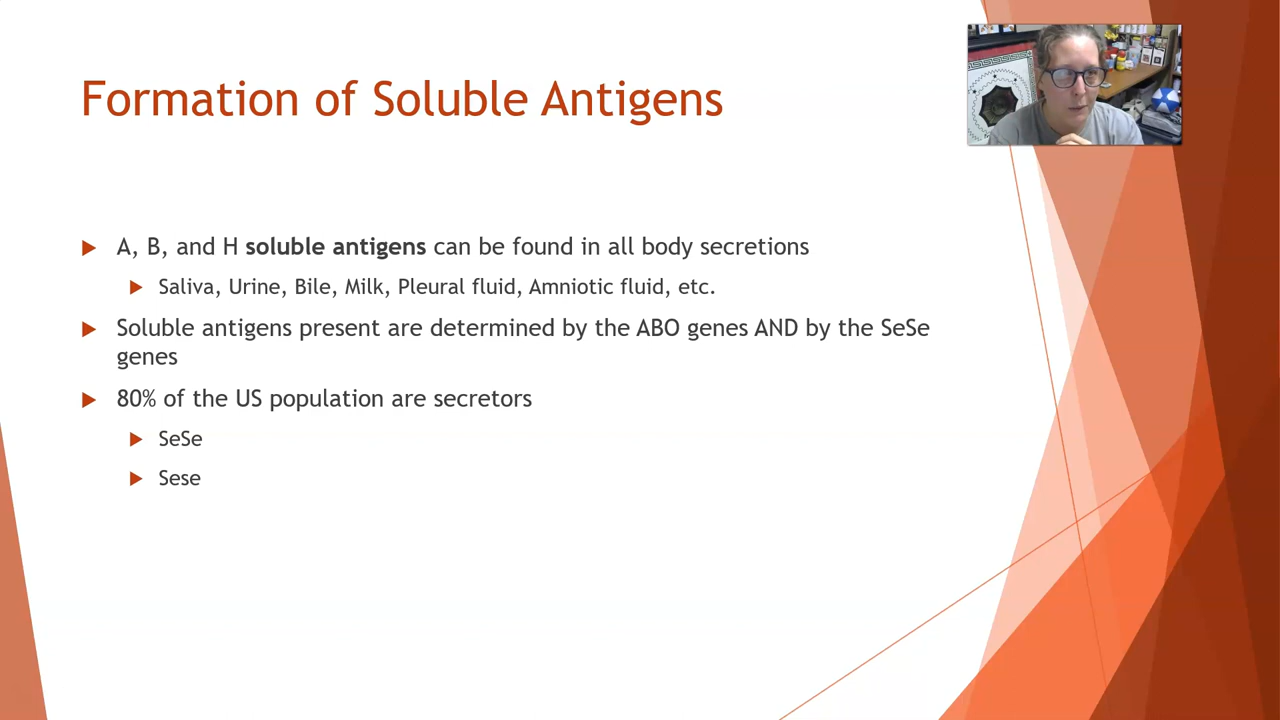 Formation of Soluble Antigens
A, B, and H soluble antigens can be found in all body secretions
Saliva, Urine, Bile, Milk, Pleural fluid, Amniotic fluid, etc.
Soluble antigens present are determined by the ABO genes AND by the SeSe
genes
80% of the US population are secretors
SeSe
Sese